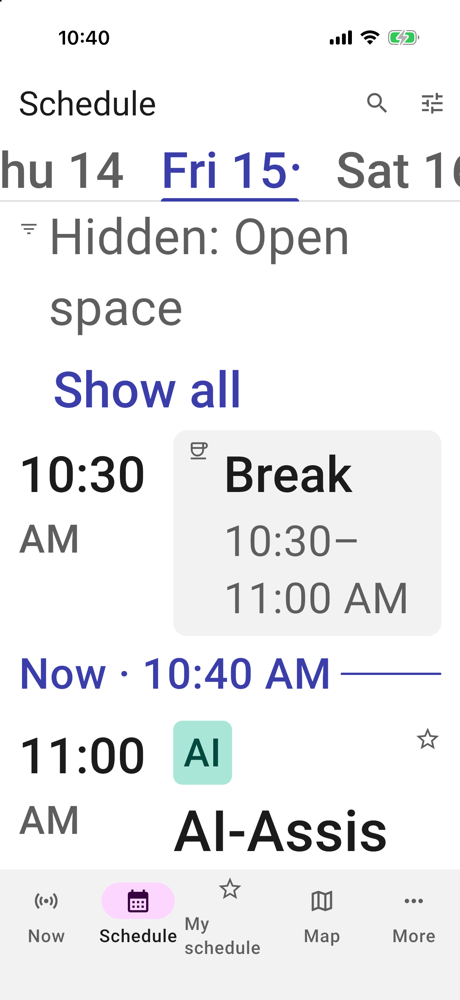 10:40
Schedule
hu 14 Fri 15· Sat 16
Hidden: Open
space
Show all
10:30
AM
Break
10:30–
11:00 AM
Now · 10:40 AM
11:00
AM
AI
AI-Assis
Now
Schedule
My
schedule
Map
More